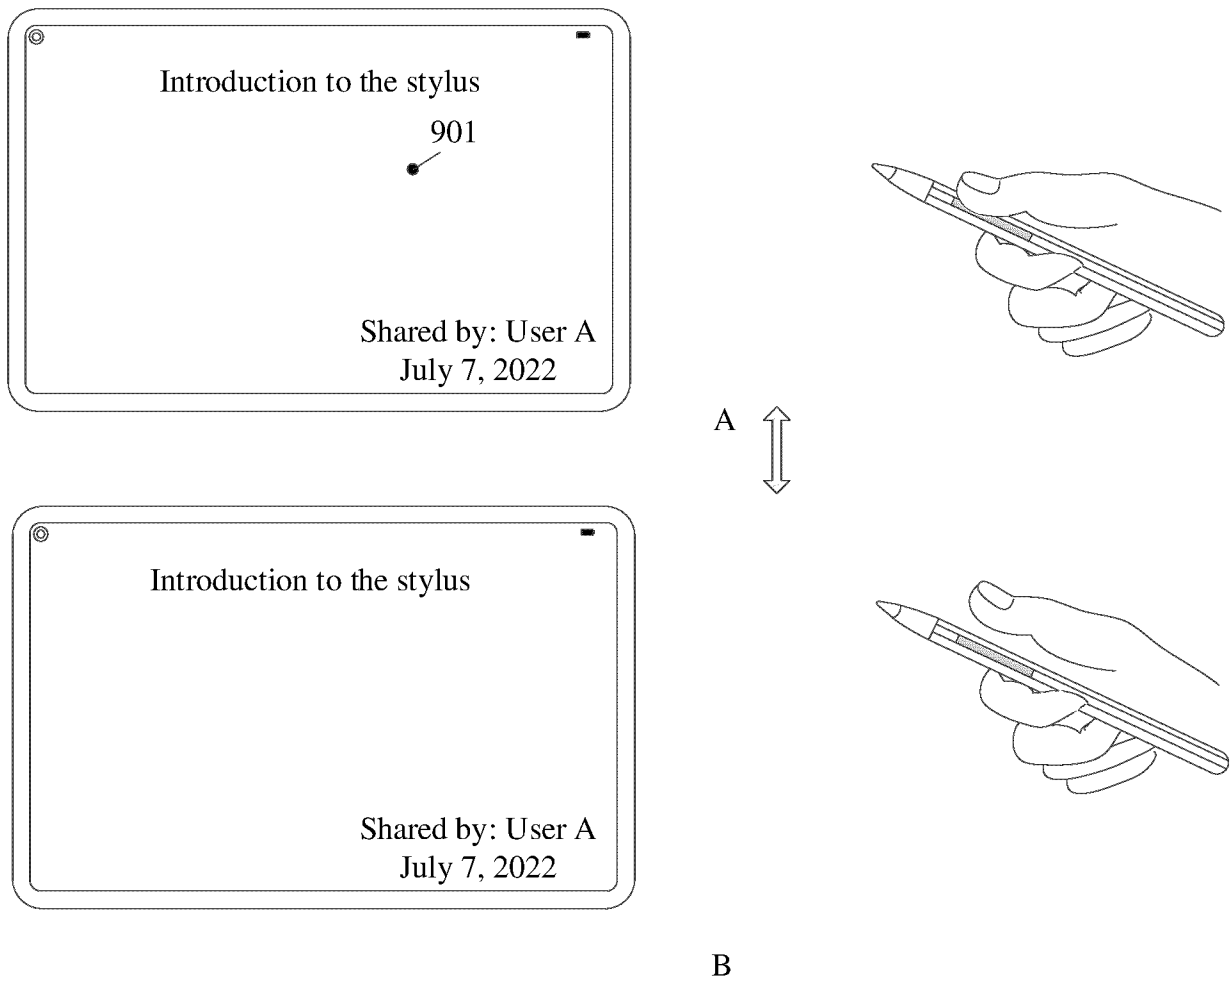 Introduction to the stylus
901
Shared by: User A
July 7, 2022
A
Introduction to the stylus
Shared by: User A
July 7, 2022
B